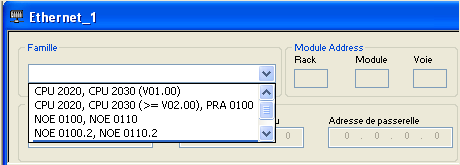 Ethernet_1
Famille
Module Address
Rack Module Voie
CPU 2020, CPU 2030 (V01.00)
CPU 2020, CPU 2030 (>= V02.00), PRA 0100
NOE 0100, NOE 0110
NOE 0100.2, NOE 0110.2
Adresse de passerelle
0 . 0 . 0 . 0